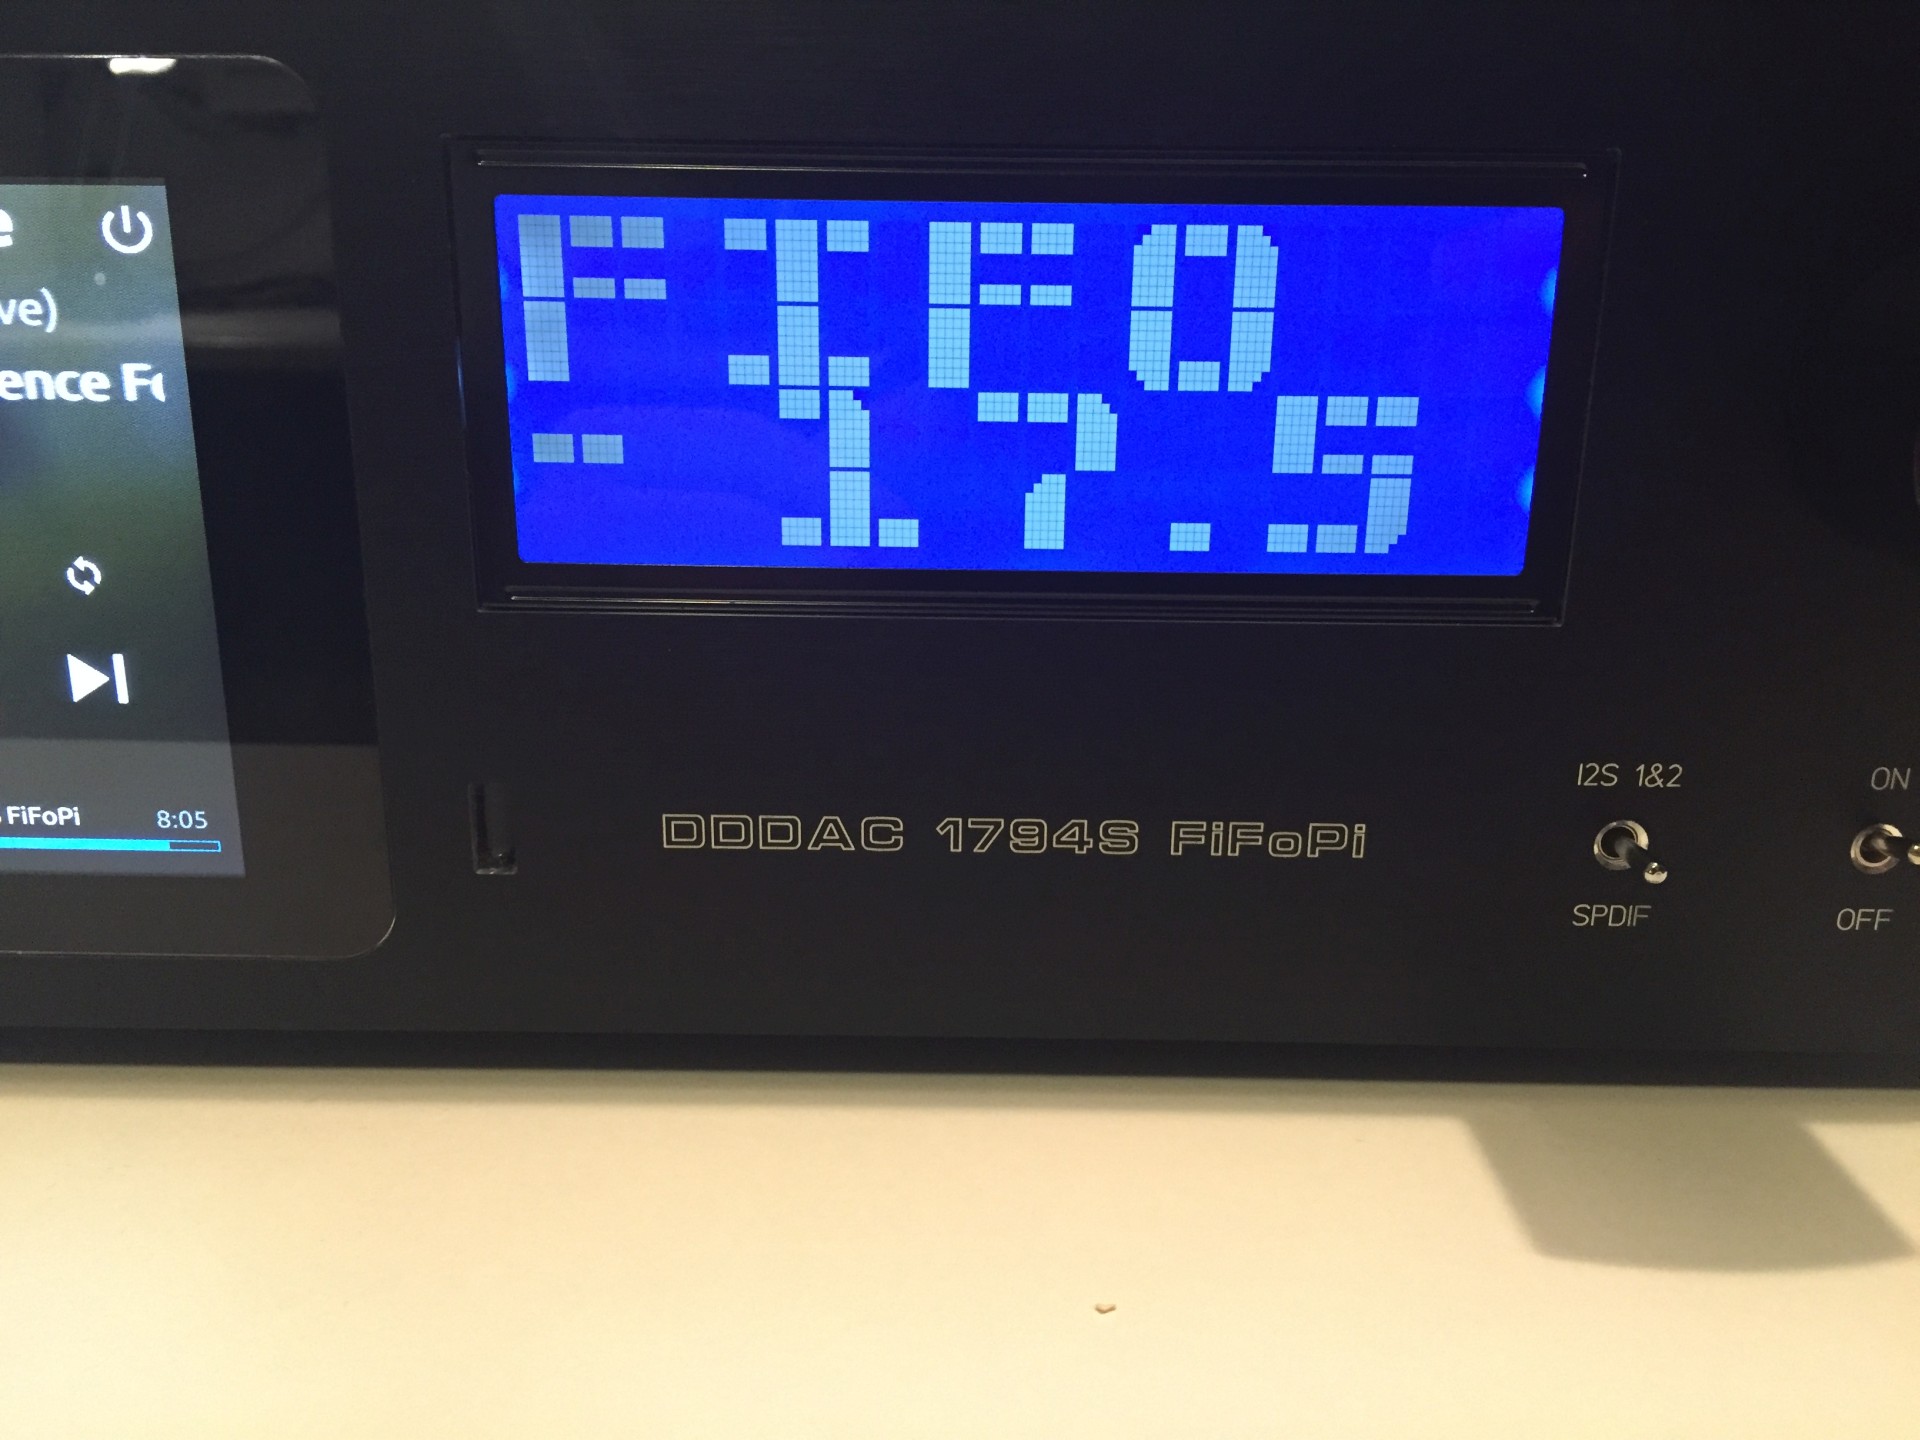 ve)
ence F
FiFoPi 8:05
FIFO
-17.5
DDDAC 1794S FiFoPi
I2S 1&2
SPDIF
ON
OFF